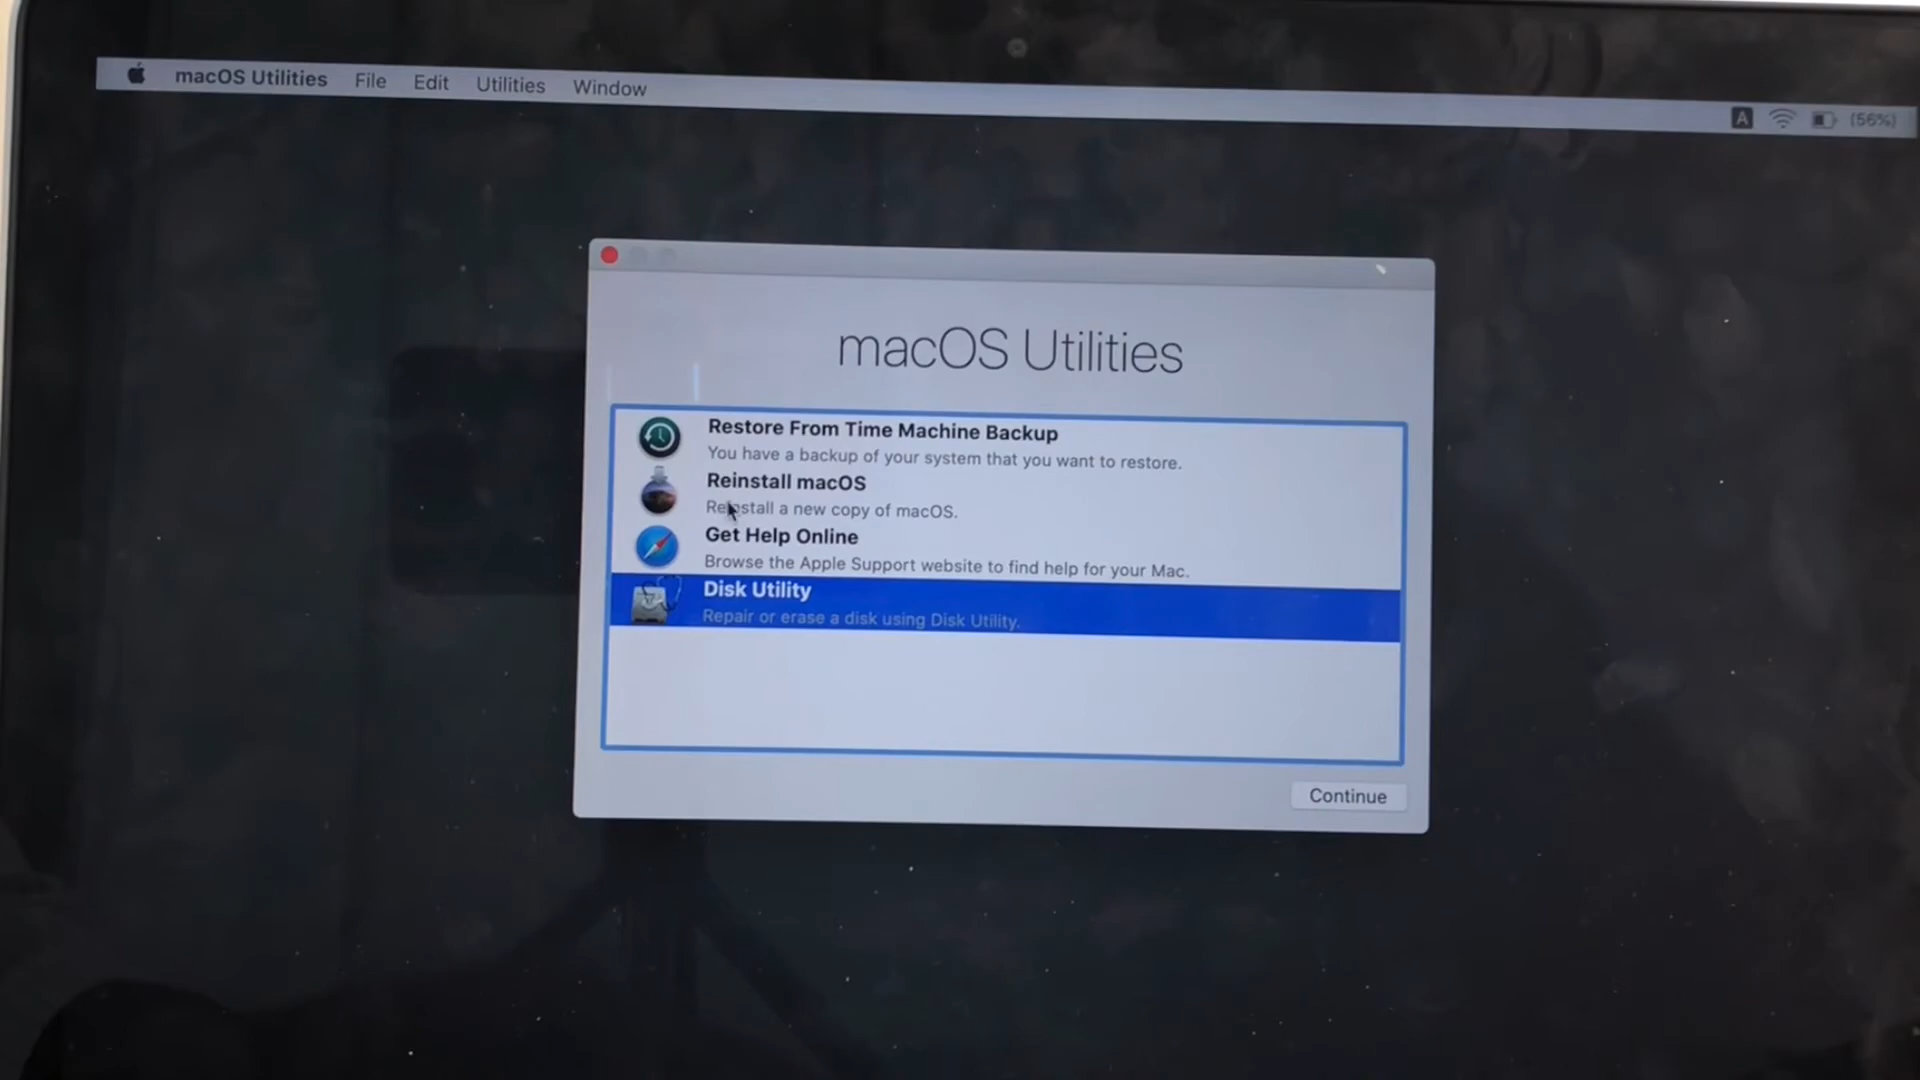 macOS Utilities File Edit Utilities Window
A (56%)
macOS Utilities
Restore From Time Machine Backup
You have a backup of your system that you want to restore.
Reinstall macOS
Reinstall a new copy of macOS.
Get Help Online
Browse the Apple Support website to find help for your Mac.
Disk Utility
Repair or erase a disk using Disk Utility.
Continue